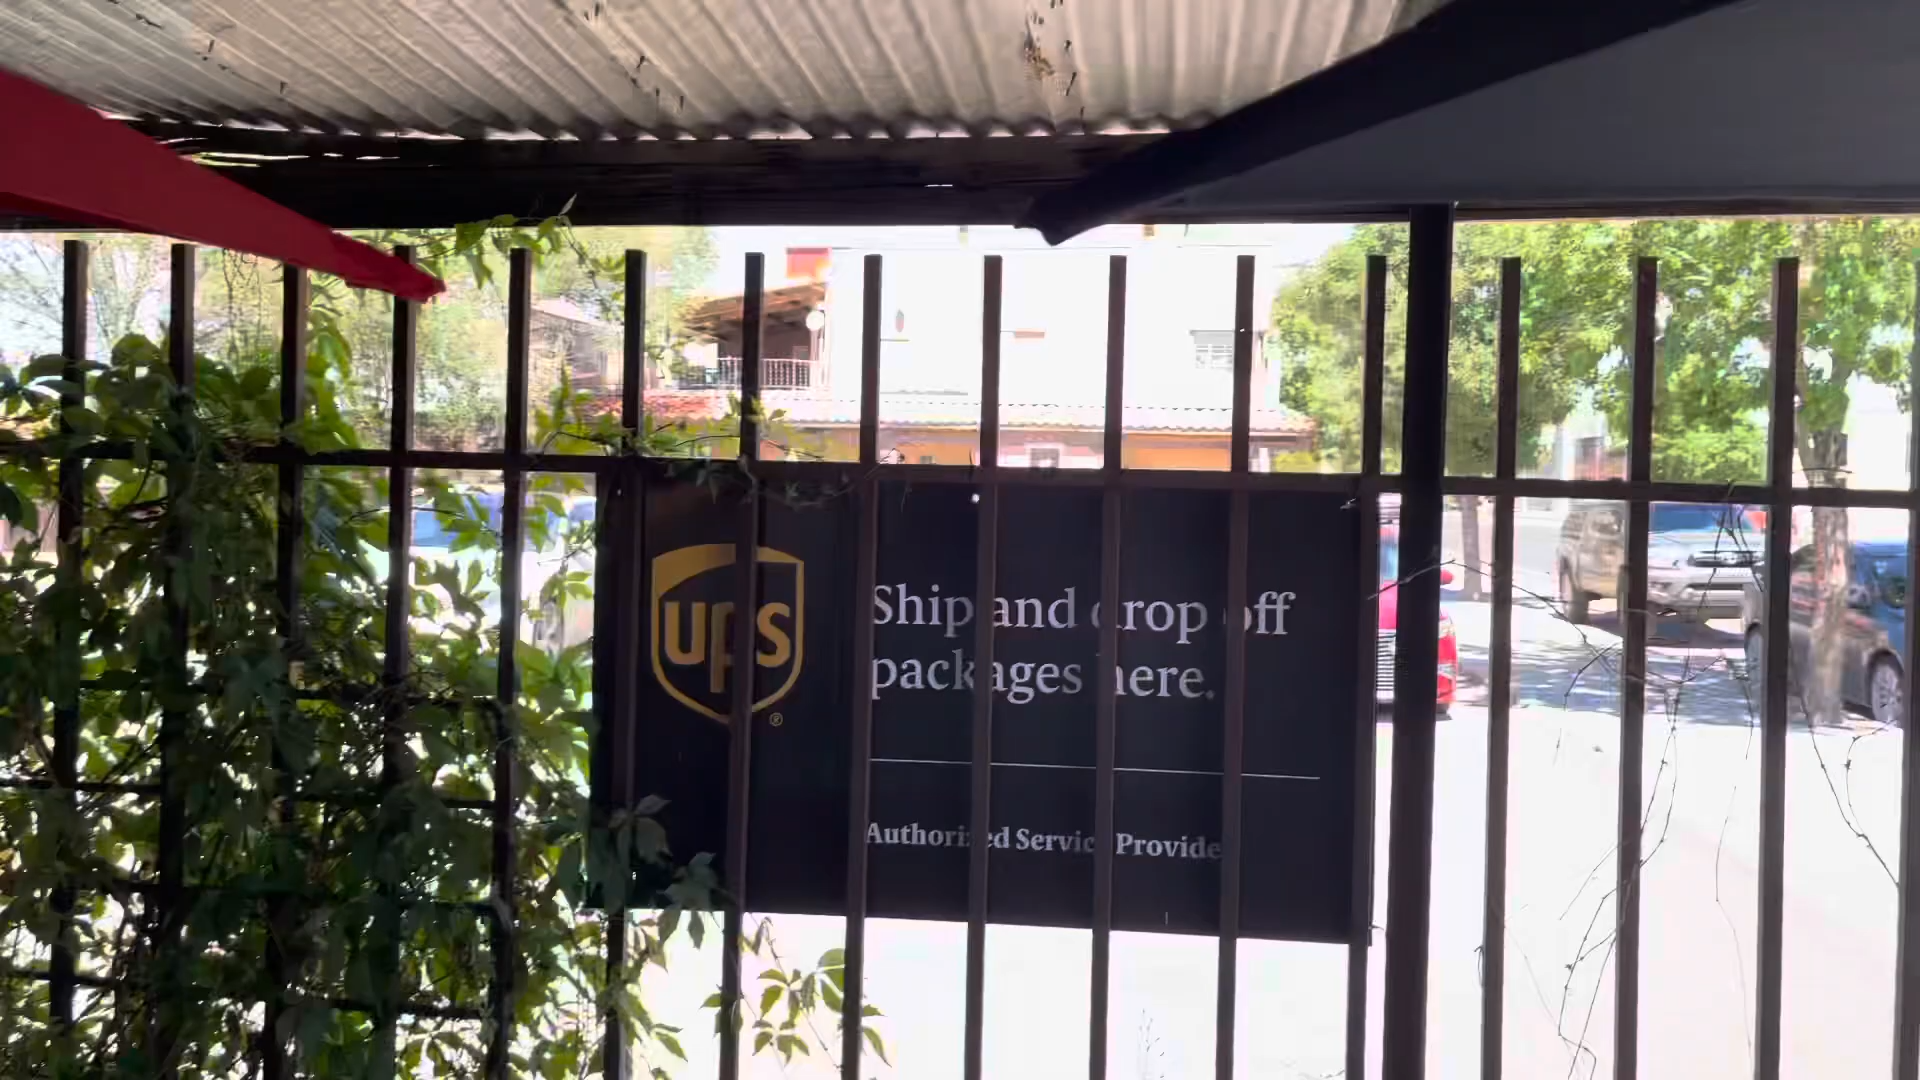 ups
Ship and drop off
packages here.
Authorized Service Provider